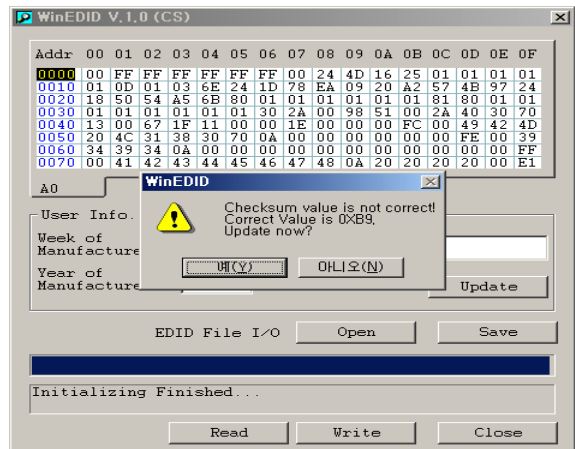 WinEDID V,1,0 (CS)
Addr 00 01 02 03 04 05 06 07 08 09 0A 0B 0C 0D 0E 0F
0000 00 FF FF FF FF FF FF 00 24 4D 16 25 01 01 01 01
0010 01 0D 01 03 6E 24 1D 78 EA 09 20 A2 57 4B 97 24
0020 18 50 54 A5 6B 80 01 01 01 01 01 01 81 80 01 01
0030 01 01 01 01 01 01 30 2A 00 98 51 00 2A 40 30 70
0040 13 00 67 1F 11 00 00 1E 00 00 00 FC 00 49 42 4D
0050 20 4C 31 38 30 70 0A 00 00 00 00 00 00 FE 00 39
0060 34 39 34 0A 00 00 00 00 00 00 00 00 00 00 00 FF
0070 00 41 42 43 44 45 46 47 48 0A 20 20 20 20 00 E1
A0
WinEDID
Checksum value is not correct!
Correct Value is 0XB9,
Update now?
예(Y)
아니오(N)
User Info.
Week of
Manufacture
Year of
Manufacture
Update
EDID File I/O
Open
Save
Initializing Finished...
Read
Write
Close